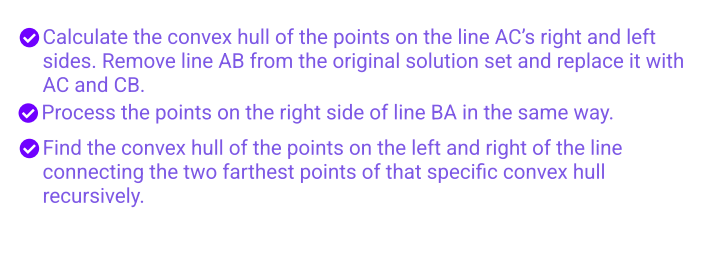 Calculate the convex hull of the points on the line AC’s right and left
sides. Remove line AB from the original solution set and replace it with
AC and CB.
Process the points on the right side of line BA in the same way.
Find the convex hull of the points on the left and right of the line
connecting the two farthest points of that specific convex hull
recursively.